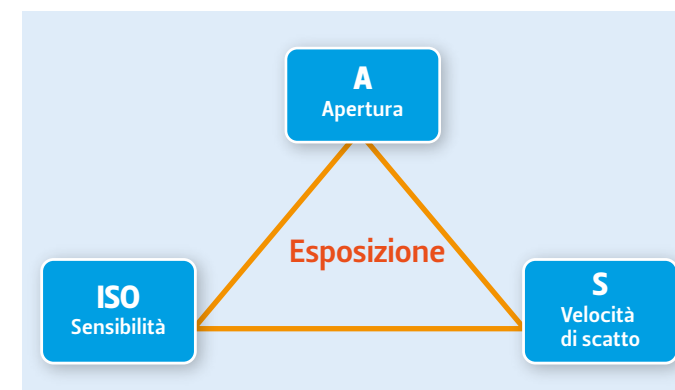 A
Apertura
Esposizione
ISO
Sensibilità
S
Velocità
di scatto